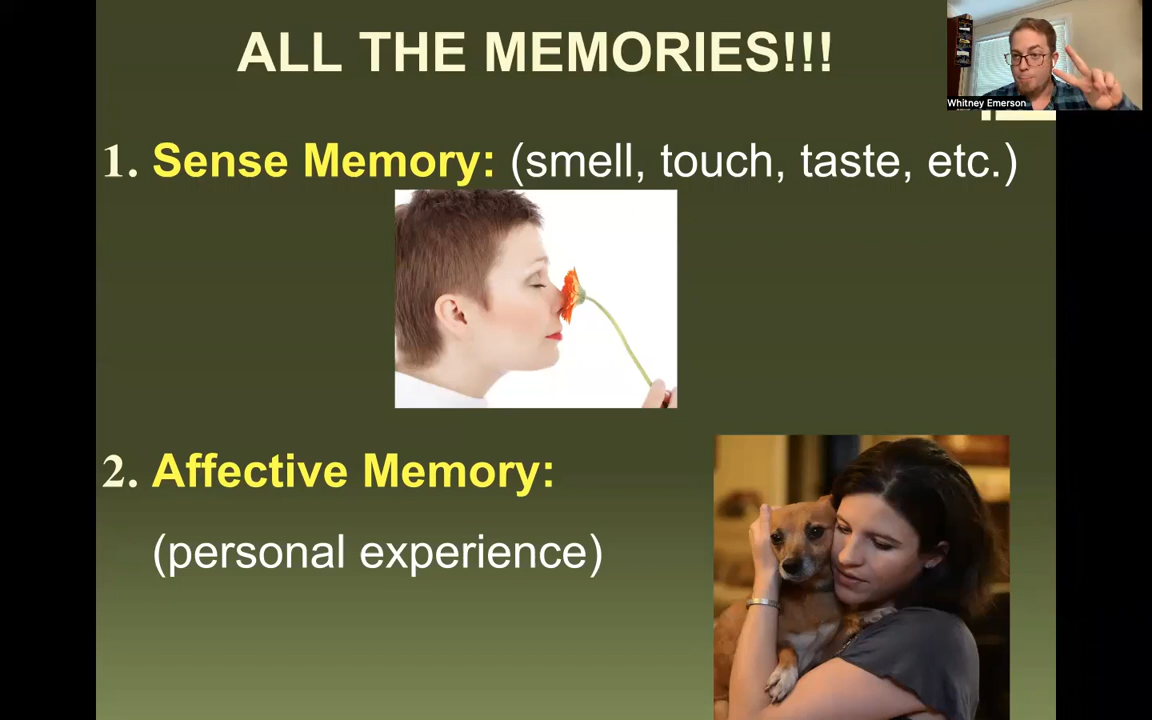 ALL THE MEMORIES!!!
Whitney Emerson
1. Sense Memory: (smell, touch, taste, etc.)
2. Affective Memory:
(personal experience)